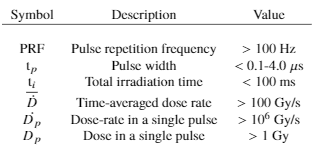 Symbol Description Value
PRF Pulse repetition frequency > 100 Hz
t_p Pulse width < 0.1-4.0 μs
t_i Total irradiation time < 100 ms
\overline{\dot{D}} Time-averaged dose rate > 100 Gy/s
\dot{D}_p Dose-rate in a single pulse > 10^6 Gy/s
D_p Dose in a single pulse > 1 Gy